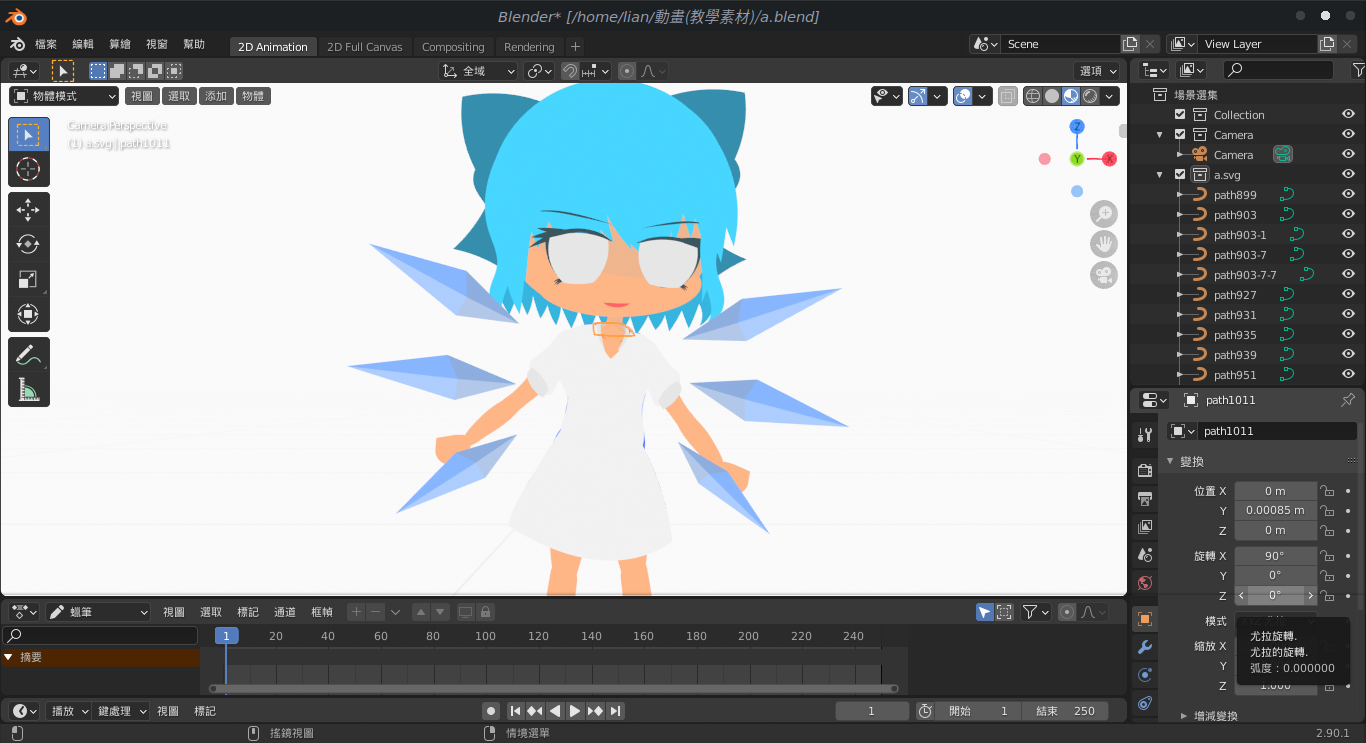 Blender* [/home/lian/動畫(教學素材)/a.blend]
檔案 編輯 算繪 視窗 幫助 2D Animation 2D Full Canvas Compositing Rendering + Scene View Layer
全域 選項
物體模式 視圖 選取 添加 物體
Camera Perspective
(1) a.svg | path1011
Z
Y
X
場景選集
Collection
Camera
Camera
a.svg
path899
path903
path903-1
path903-7
path903-7-7
path927
path931
path935
path939
path951
path1011
path1011
變換
位置 X 0 m
Y 0.00085 m
Z 0 m
旋轉 X 90°
Y 0°
Z 0°
模式
縮放 X
Y
Z 1.000
尤拉旋轉.
尤拉的旋轉.
弧度：0.000000
增減變換
蠟筆 視圖 選取 標記 通道 框幀
1 20 40 60 80 100 120 140 160 180 200 220 240
摘要
播放 鍵處理 視圖 標記 1 開始 1 結束 250
搖鏡視圖 情境選單 2.90.1